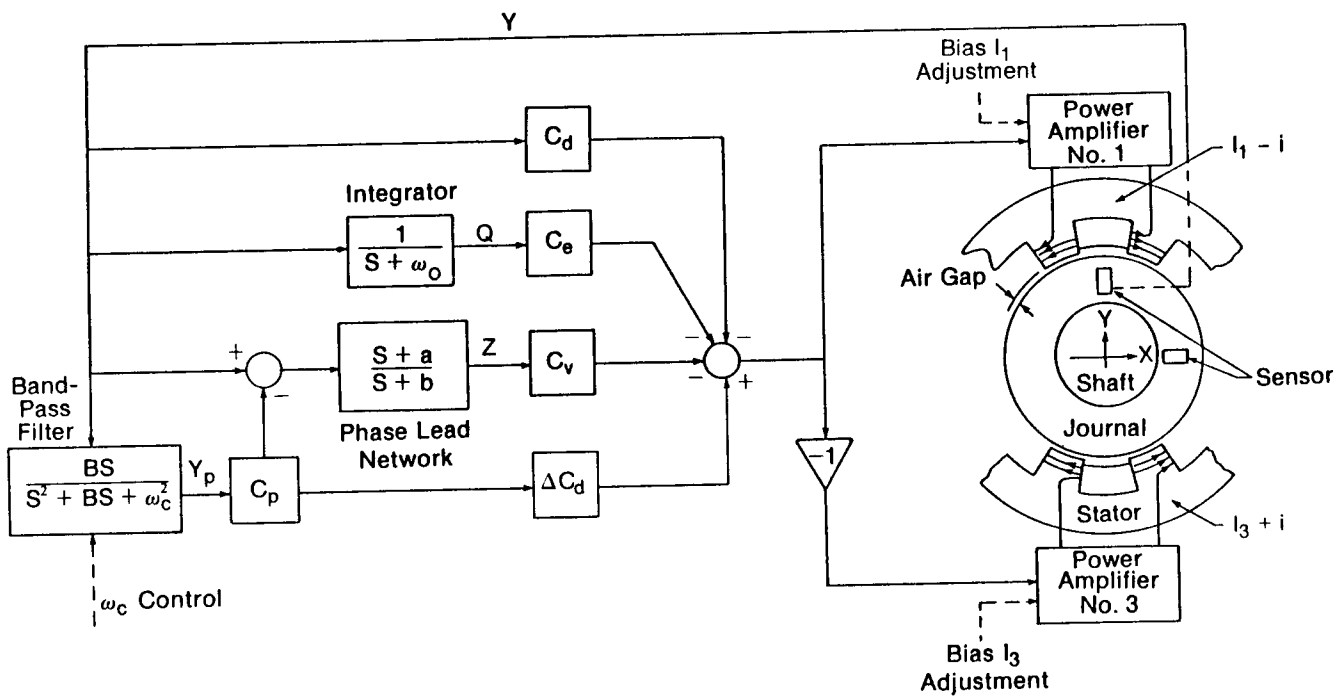 Y
Bias I₁
Adjustment
Power
Amplifier
No. 1
I₁ – i
C_d
Integrator
1
S + ω_o
Q
C_e
Air Gap
Y
X
Shaft
Journal
Sensor
+
–
S + a
S + b
Z
C_v
–
–
–
+
Phase Lead
Network
Band-
Pass
Filter
BS
S² + BS + ω_c²
Y_p
C_p
ΔC_d
–1
Stator
I₃ + i
Power
Amplifier
No. 3
ω_c Control
Bias I₃
Adjustment